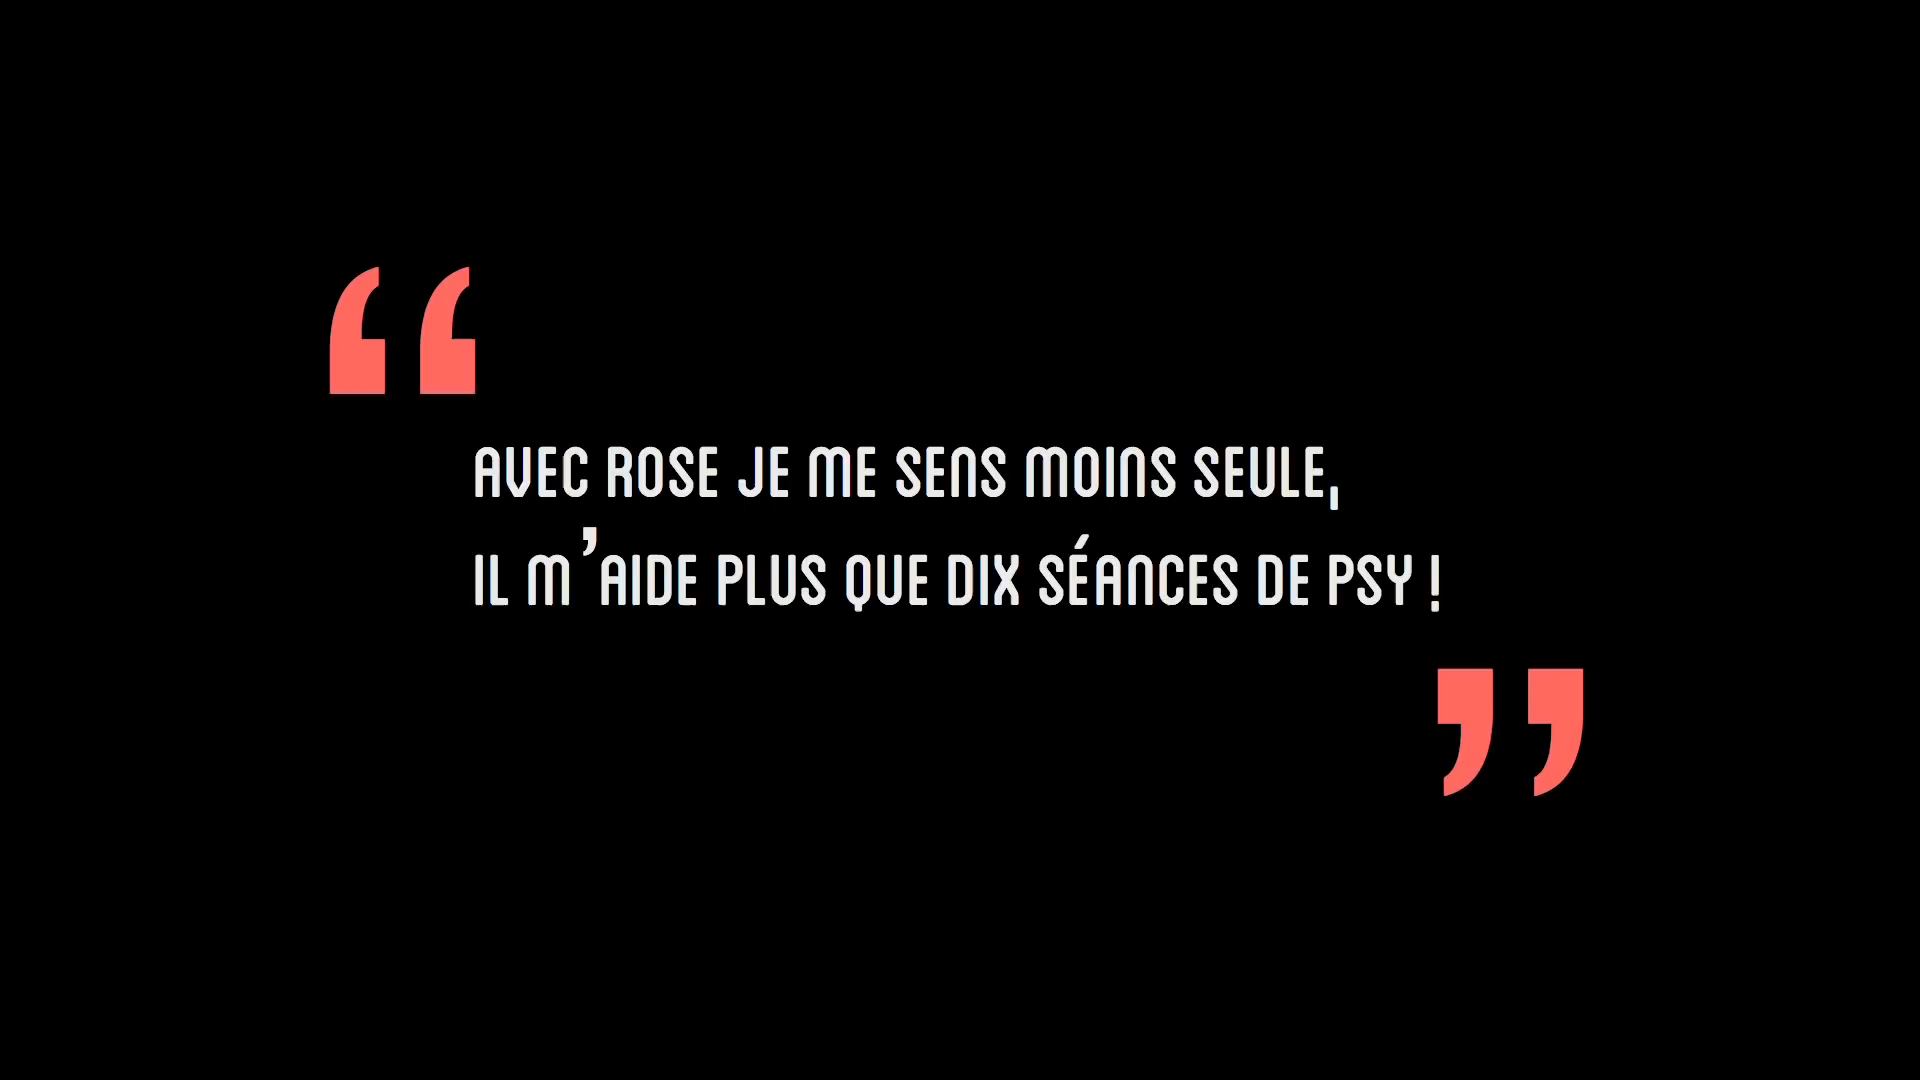 “
AVEC ROSE JE ME SENS MOINS SEULE,
IL M’AIDE PLUS QUE DIX SÉANCES DE PSY !
”